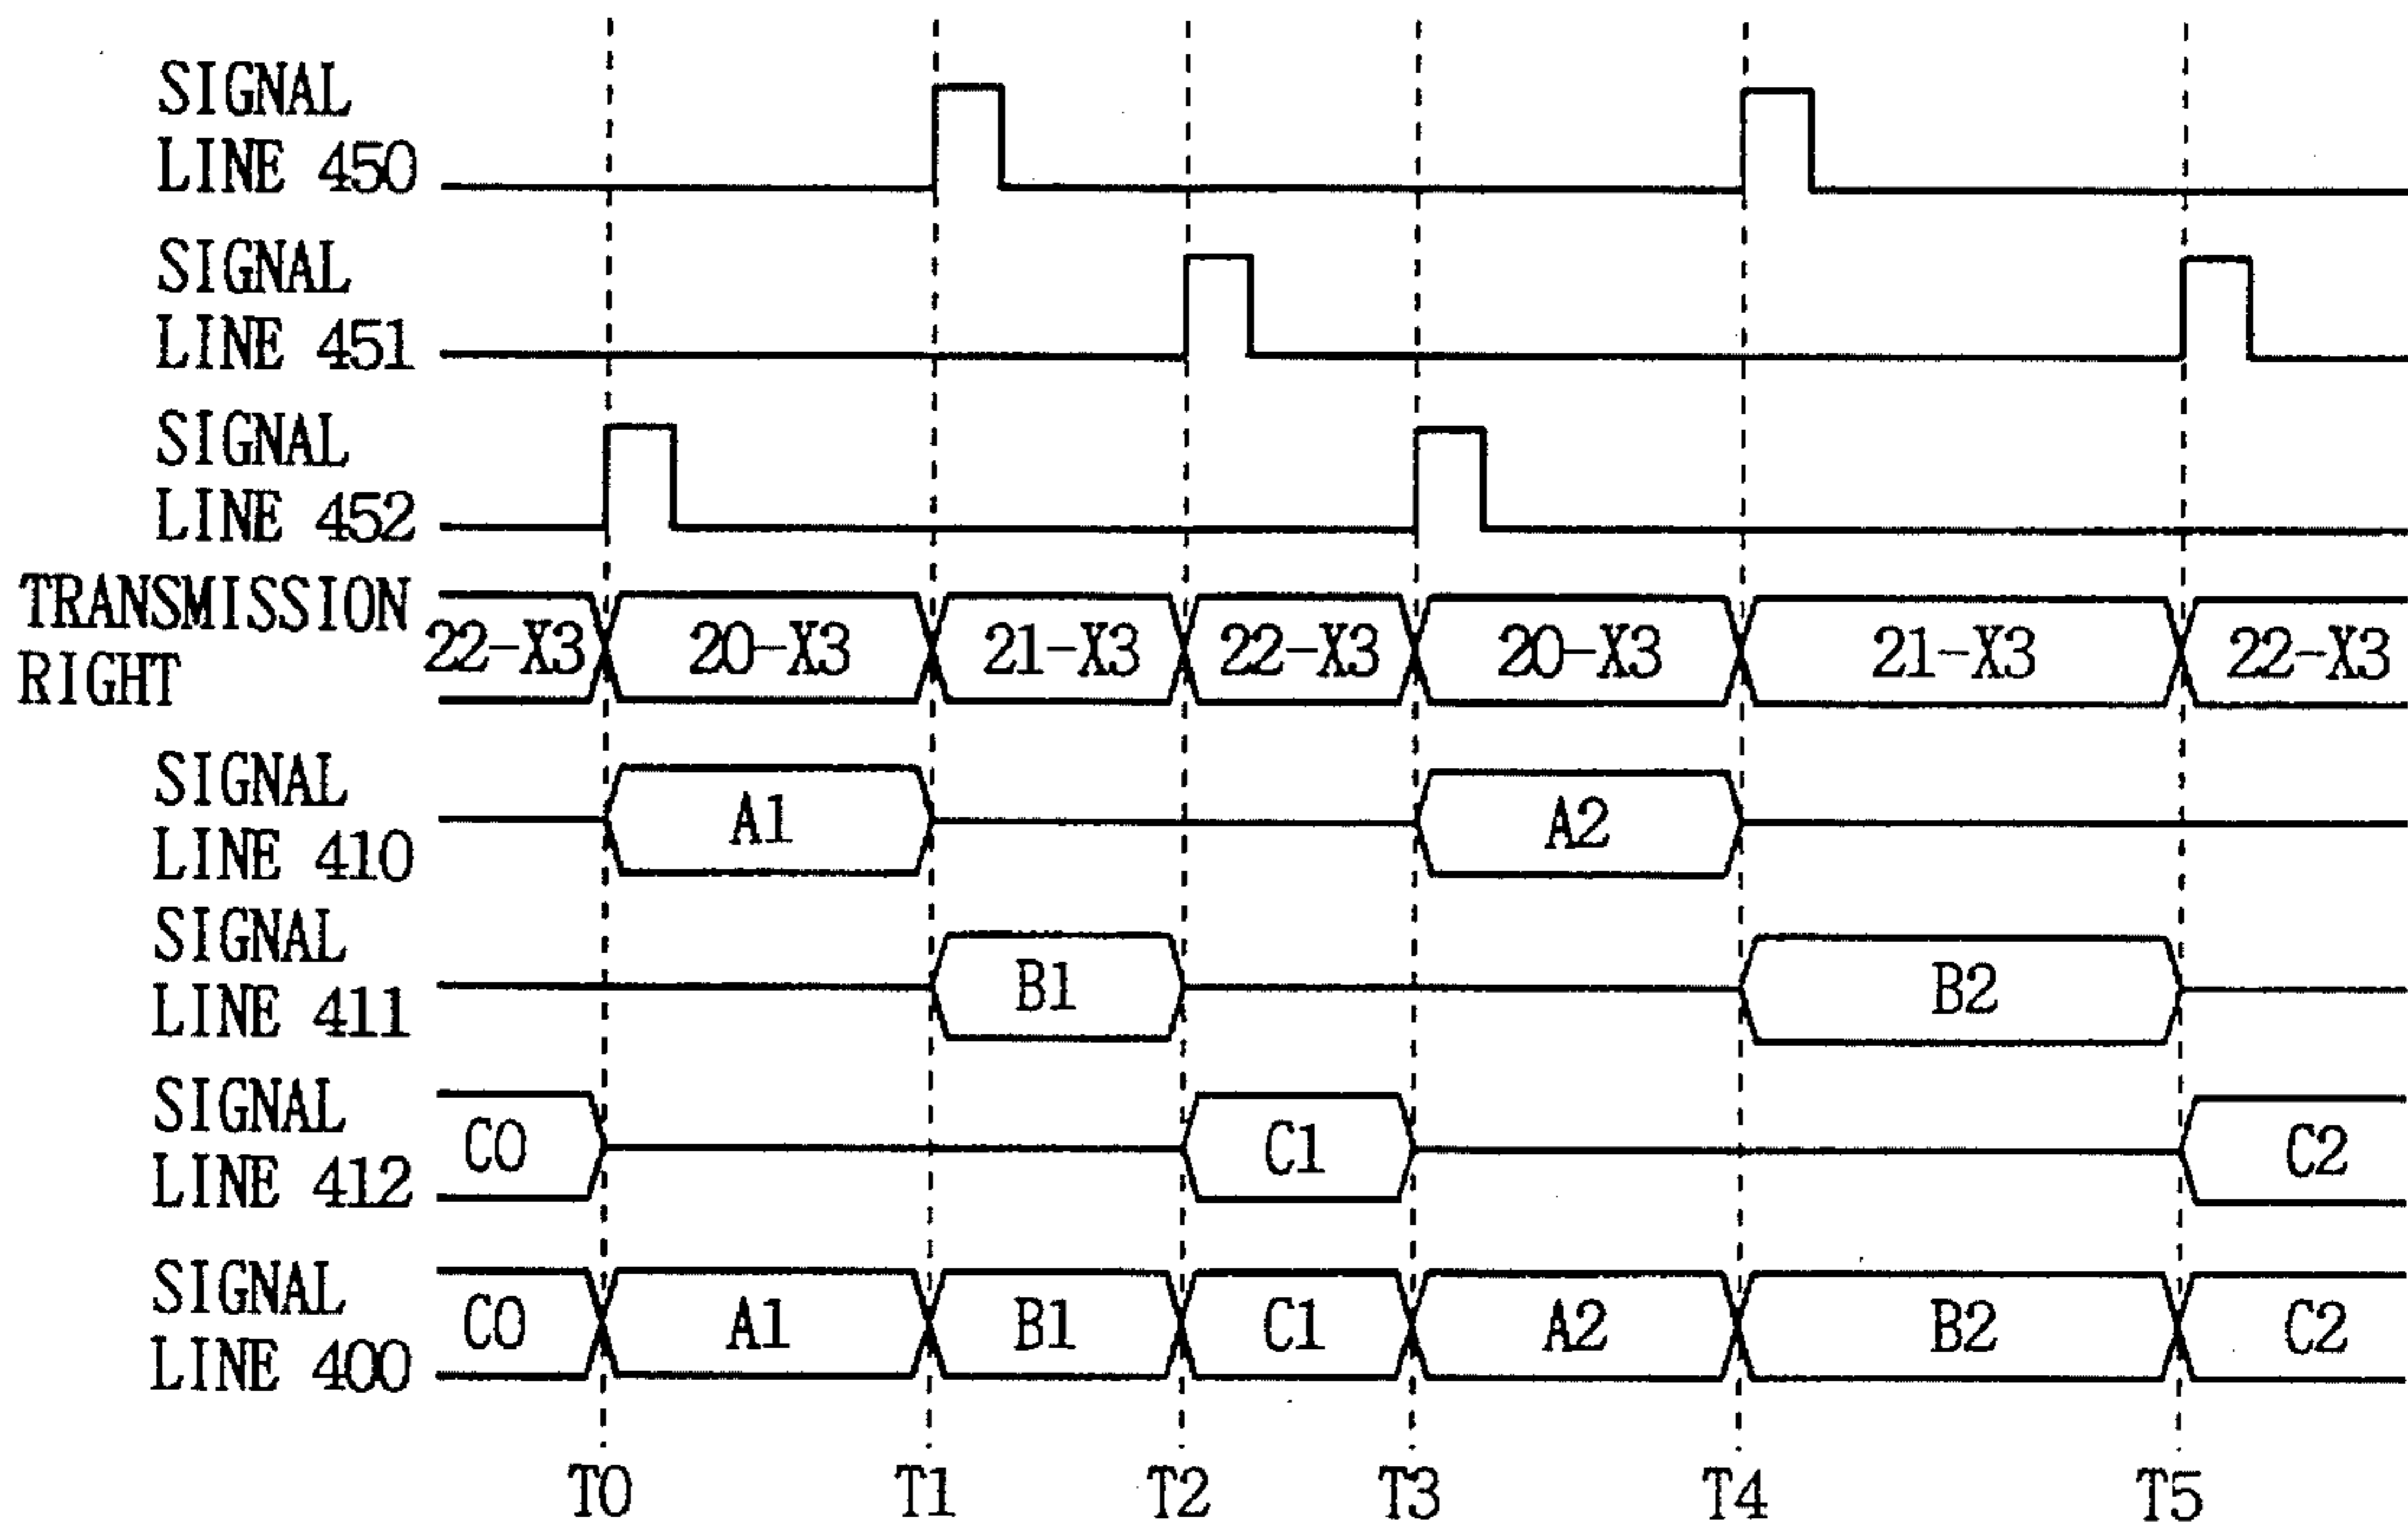 SIGNAL
LINE 450
SIGNAL
LINE 451
SIGNAL
LINE 452
TRANSMISSION
RIGHT
22-X3 20-X3 21-X3 22-X3 20-X3 21-X3 22-X3
SIGNAL
LINE 410
A1 A2
SIGNAL
LINE 411
B1 B2
SIGNAL
LINE 412
C0 C1 C2
SIGNAL
LINE 400
C0 A1 B1 C1 A2 B2 C2
T0 T1 T2 T3 T4 T5